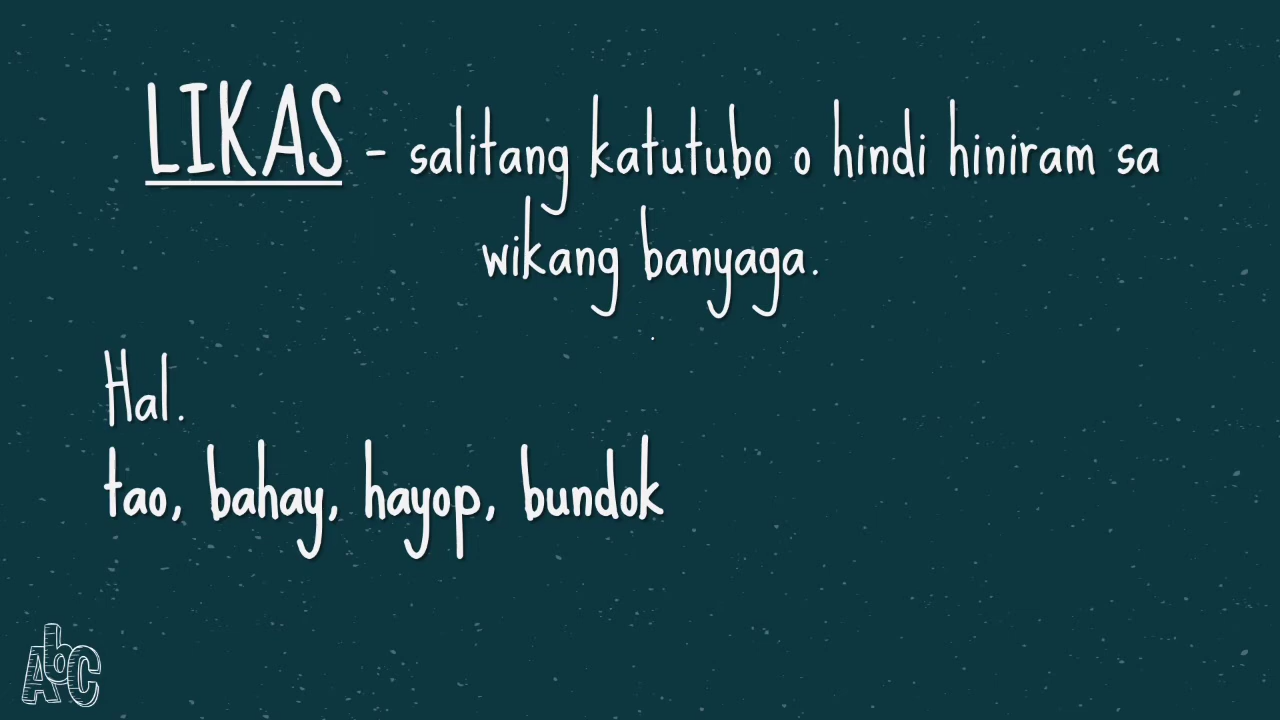 LIKAS - salitang katutubo o hindi hiniram sa
wikang banyaga.
Hal.
tao, bahay, hayop, bundok
AbC